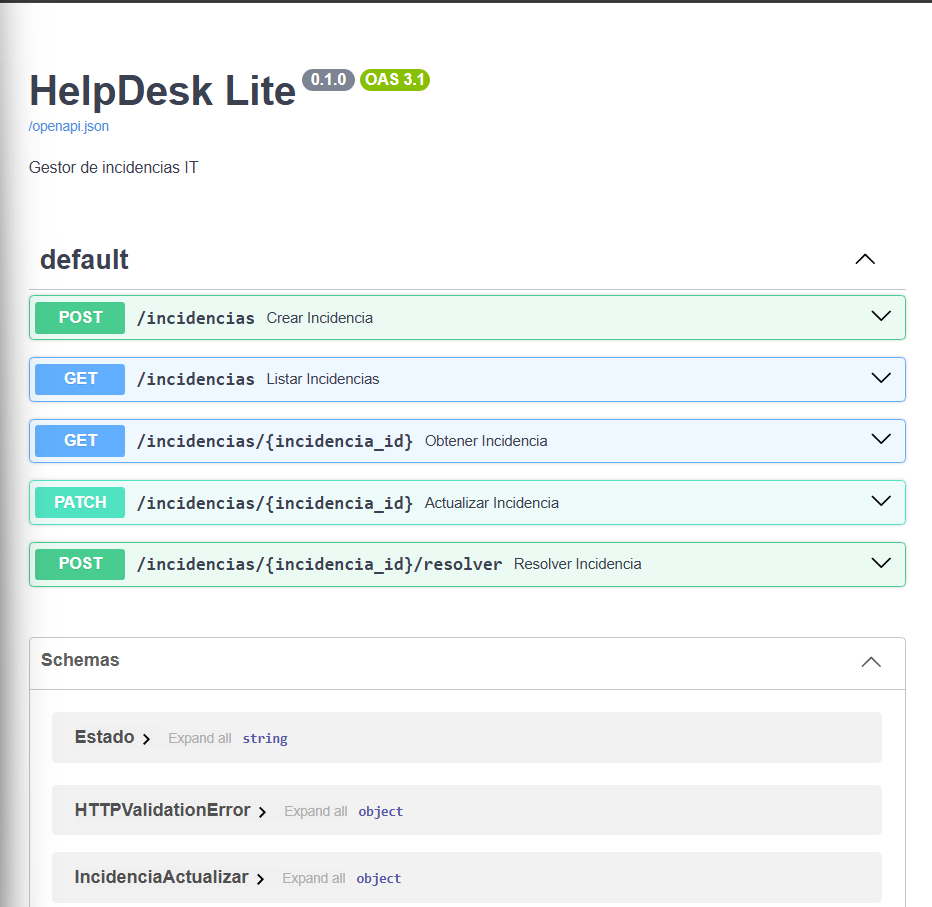 HelpDesk Lite 0.1.0 OAS 3.1
/openapi.json
Gestor de incidencias IT
default
POST /incidencias Crear Incidencia
GET /incidencias Listar Incidencias
GET /incidencias/{incidencia_id} Obtener Incidencia
PATCH /incidencias/{incidencia_id} Actualizar Incidencia
POST /incidencias/{incidencia_id}/resolver Resolver Incidencia
Schemas
Estado Expand all string
HTTPValidationError Expand all object
IncidenciaActualizar Expand all object